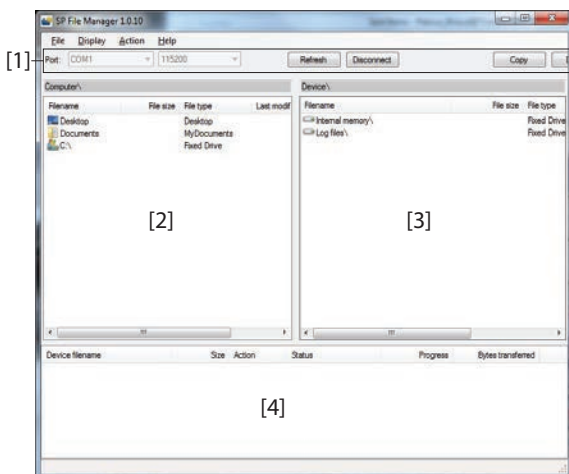 SP File Manager 1.0.10
File Display Action Help
[1]
Port: COM1 115200 Refresh Disconnect Copy
Computer\ Device\
Filename File size File type Last modif Filename File size File type
Desktop Desktop Internal memory\ Fixed Drive
Documents MyDocuments Log files\ Fixed Drive
C:\ Fixed Drive
[2] [3]
Device filename Size Action Status Progress Bytes transferred
[4]